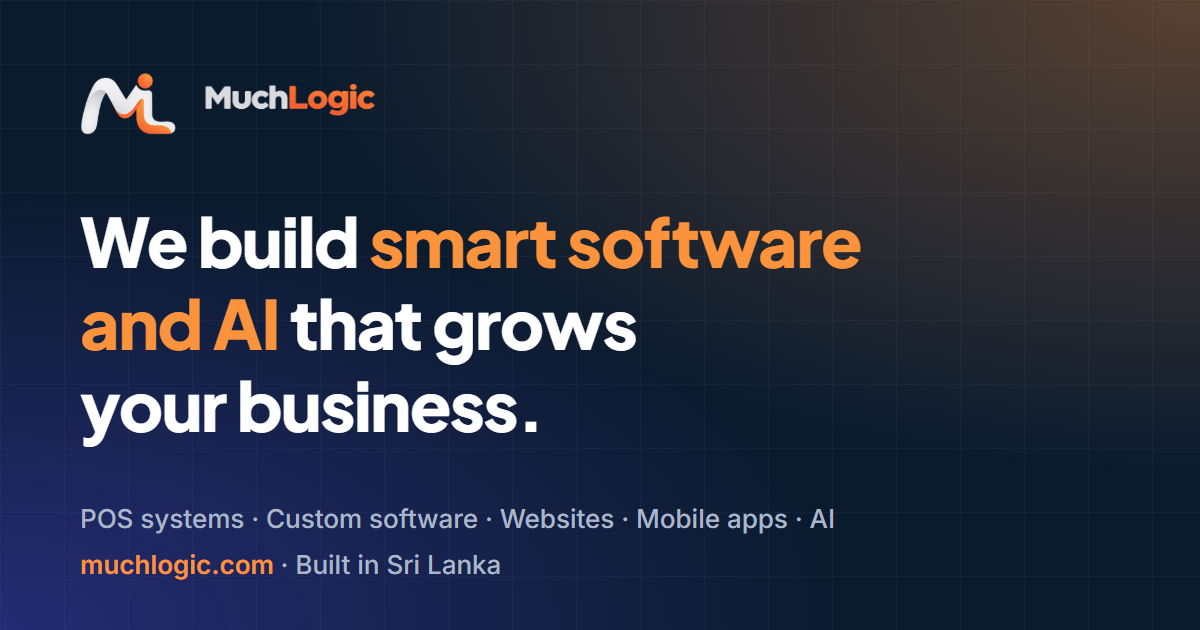 MuchLogic
We build smart software
and AI that grows
your business.
POS systems · Custom software · Websites · Mobile apps · AI
muchlogic.com · Built in Sri Lanka